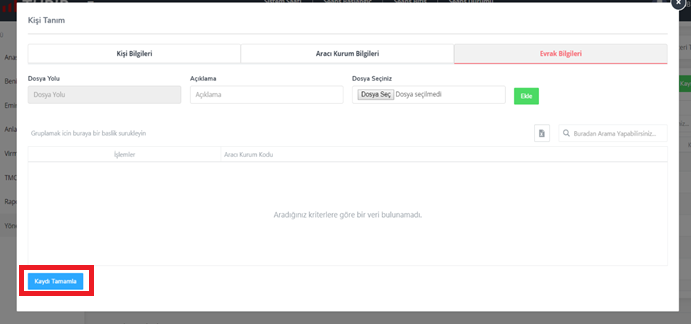 Kişi Tanım
Kişi Bilgileri
Aracı Kurum Bilgileri
Evrak Bilgileri
Dosya Yolu
Açıklama
Dosya Seçiniz
Dosya Yolu
Açıklama
Dosya Seç Dosya seçilmedi
Ekle
Gruplamak icin buraya bir baslik surukleyin
Buradan Arama Yapabilirsiniz...
İşlemler
Aracı Kurum Kodu
Aradığınız kriterlere göre bir veri bulunamadı.
Kaydı Tamamla